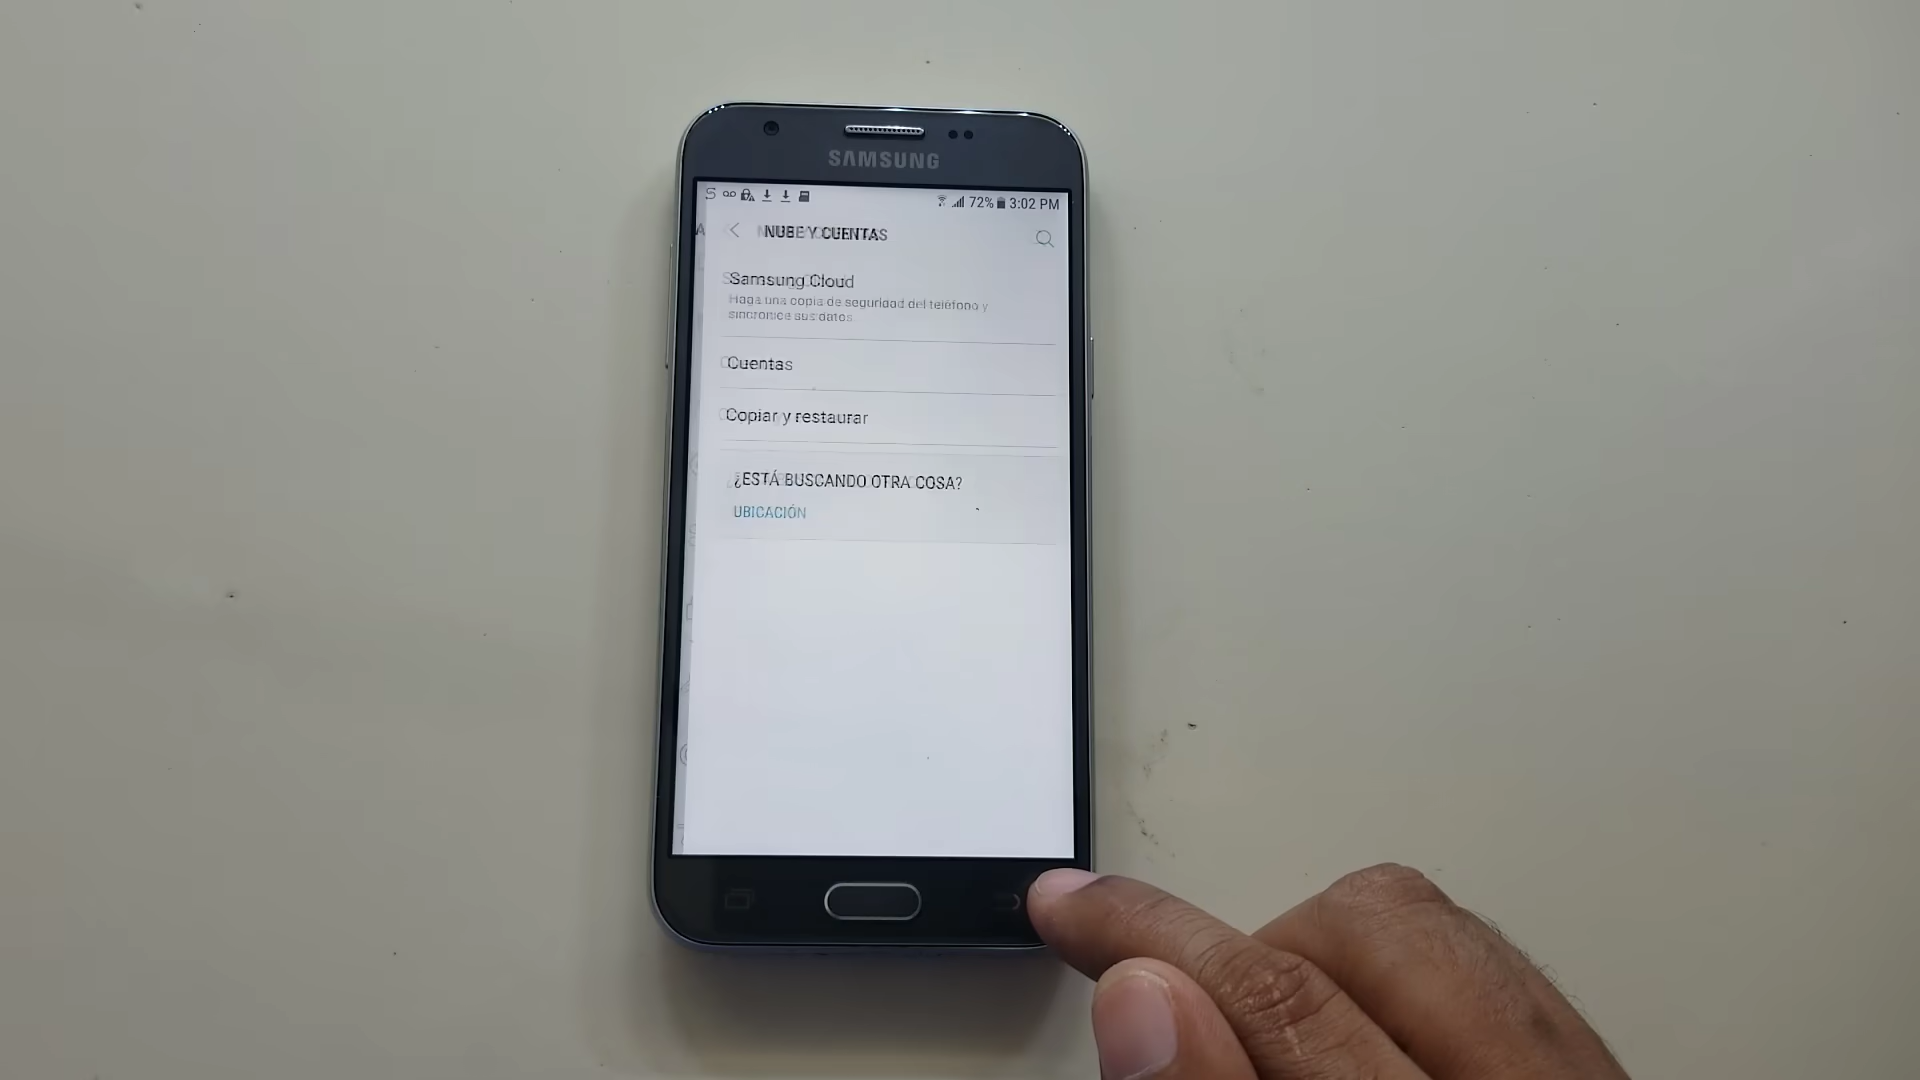 SAMSUNG
72% 3:02 PM
NUBE Y CUENTAS
Samsung Cloud
Haga una copia de seguridad del teléfono y
sincronice sus datos
Cuentas
Copiar y restaurar
¿ESTÁ BUSCANDO OTRA COSA?
UBICACIÓN